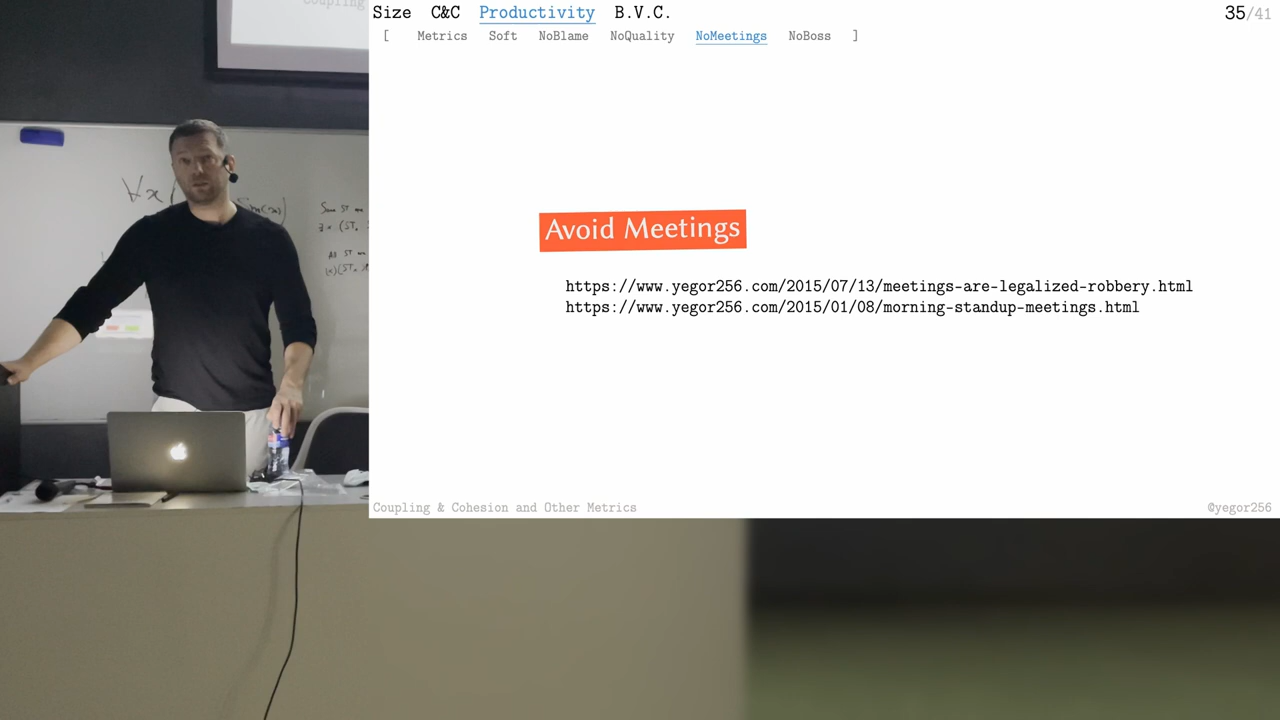 Coupling
Size C&C Productivity B.V.C. 35/41
[ Metrics Soft NoBlame NoQuality NoMeetings NoBoss ]
∀x
Avoid Meetings
https://www.yegor256.com/2015/07/13/meetings-are-legalized-robbery.html
https://www.yegor256.com/2015/01/08/morning-standup-meetings.html
Coupling & Cohesion and Other Metrics @yegor256